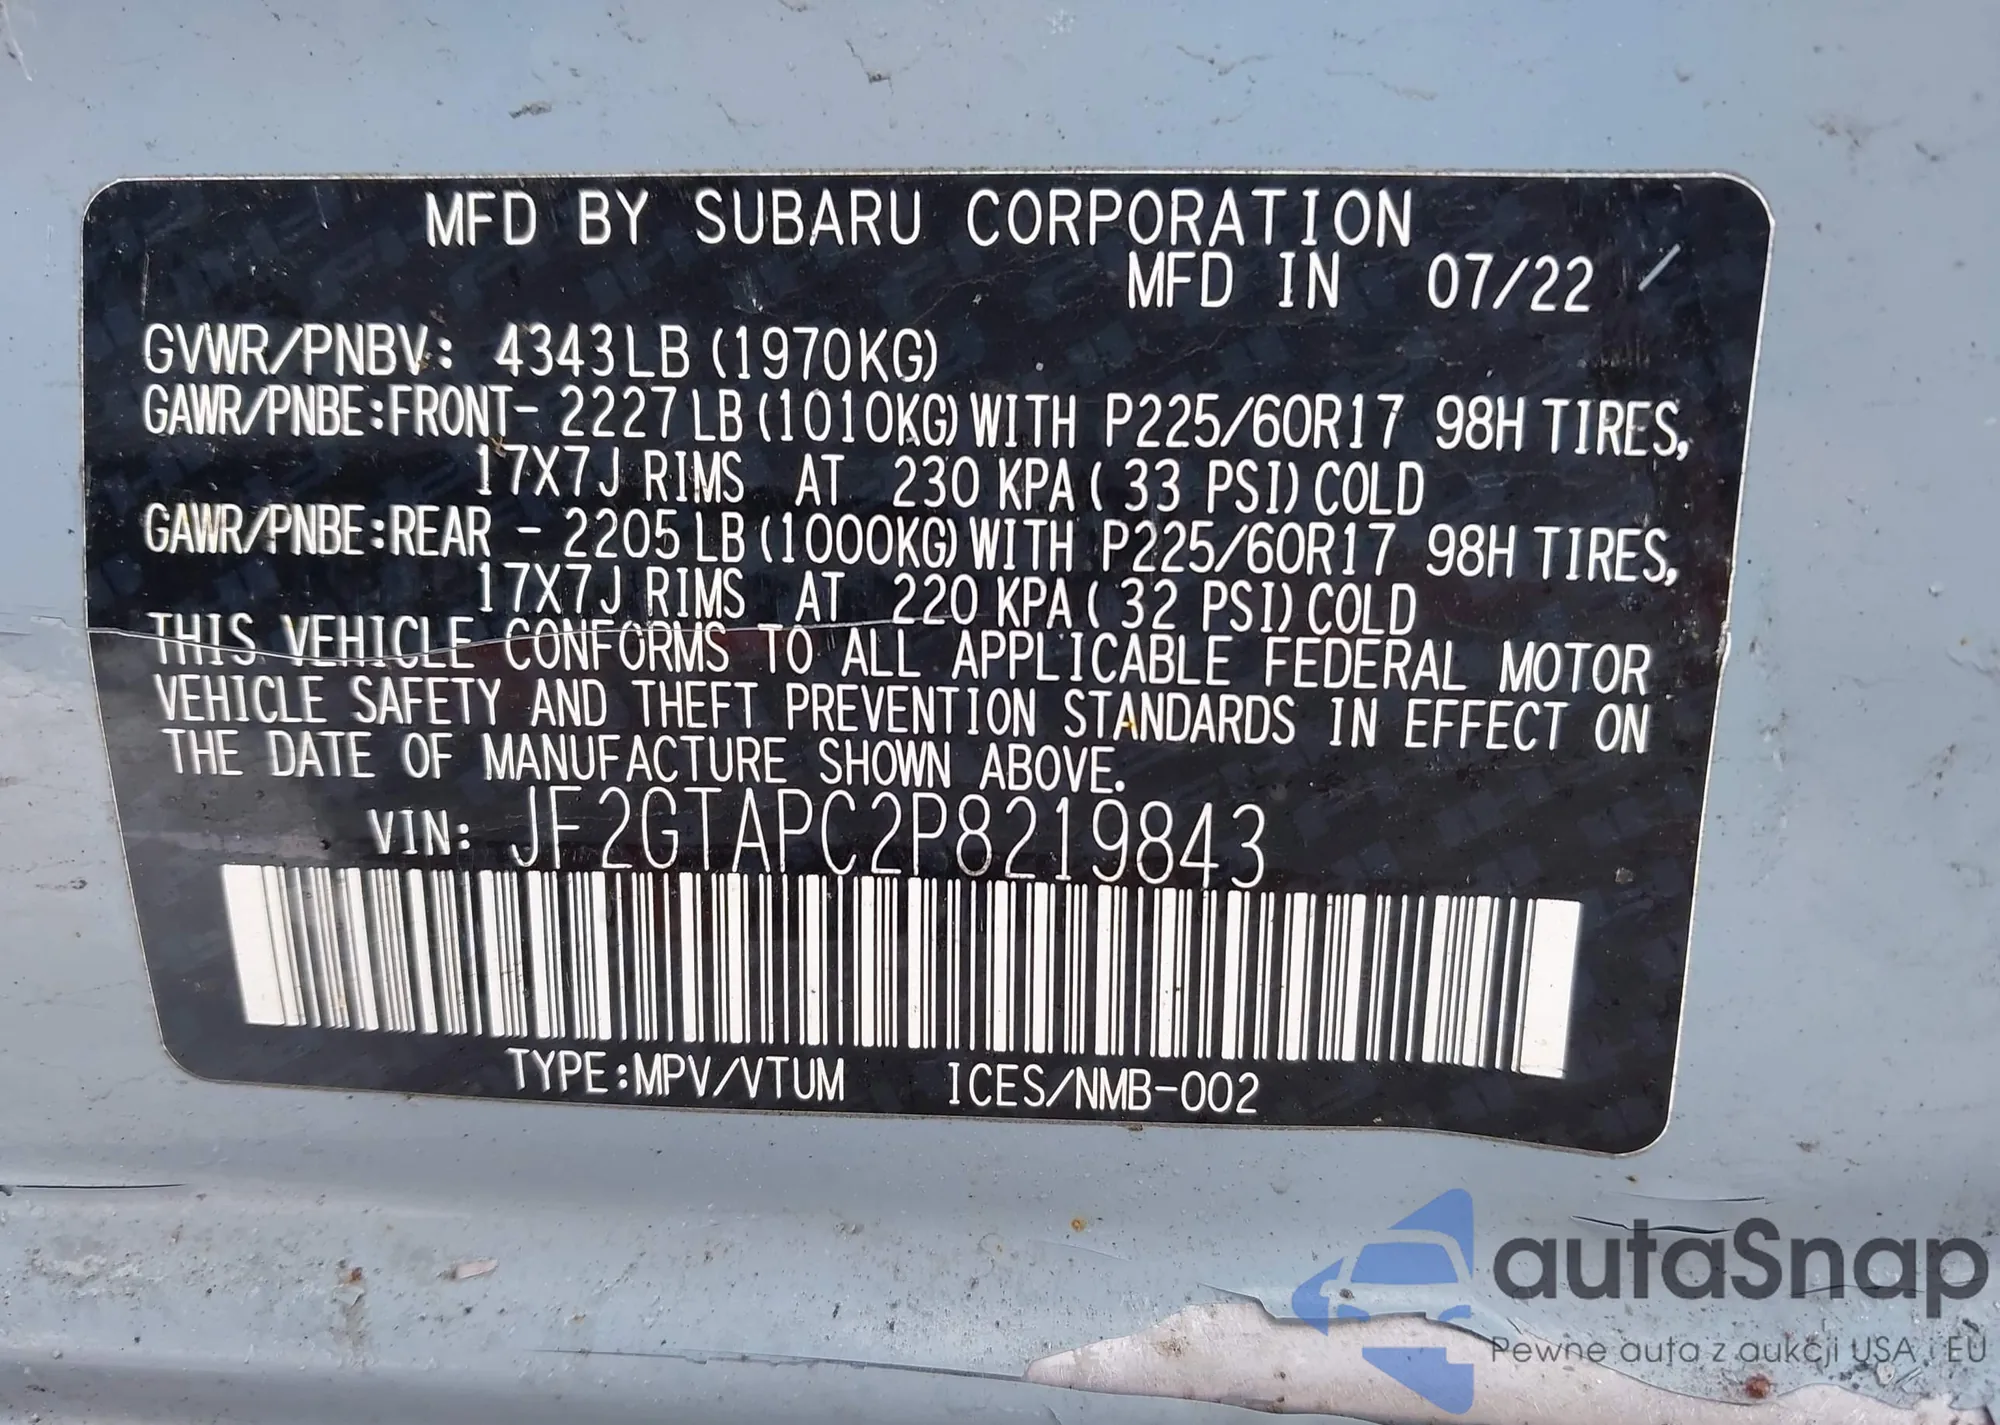 MFD BY SUBARU CORPORATION
MFD IN 07/22
GVWR/PNBV: 4343LB (1970KG)
GAWR/PNBE:FRONT- 2227 LB (1010KG) WITH P225/60R17 98H TIRES,
17X7J RIMS AT 230 KPA ( 33 PSI) COLD
GAWR/PNBE:REAR - 2205 LB (1000KG) WITH P225/60R17 98H TIRES,
17X7J RIMS AT 220 KPA ( 32 PSI) COLD
THIS VEHICLE CONFORMS TO ALL APPLICABLE FEDERAL MOTOR
VEHICLE SAFETY AND THEFT PREVENTION STANDARDS IN EFFECT ON
THE DATE OF MANUFACTURE SHOWN ABOVE.
VIN: JF2GTAPC2P8219843
TYPE:MPV/VTUM ICES/NMB-002
autaSnap
Pewne auta z aukcji USA i EU